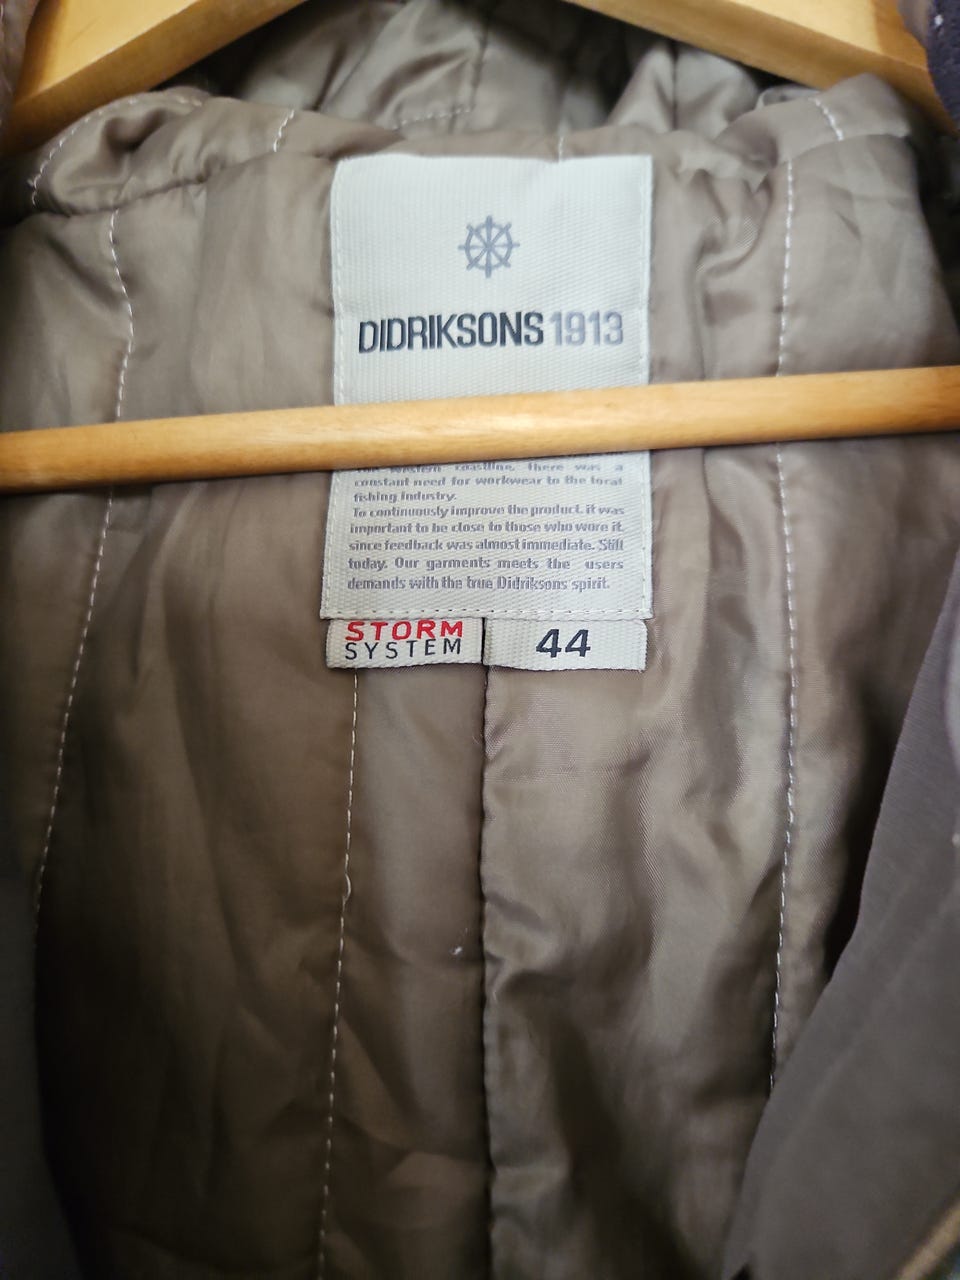 DIDRIKSONS 1913
The western coastline, there was a
constant need for workwear to the local
fishing industry.
To continuously improve the product, it was
important to be close to those who wore it,
since feedback was almost immediate. Still
today. Our garments meets the users
demands with the true Didriksons spirit.
STORM
SYSTEM
44